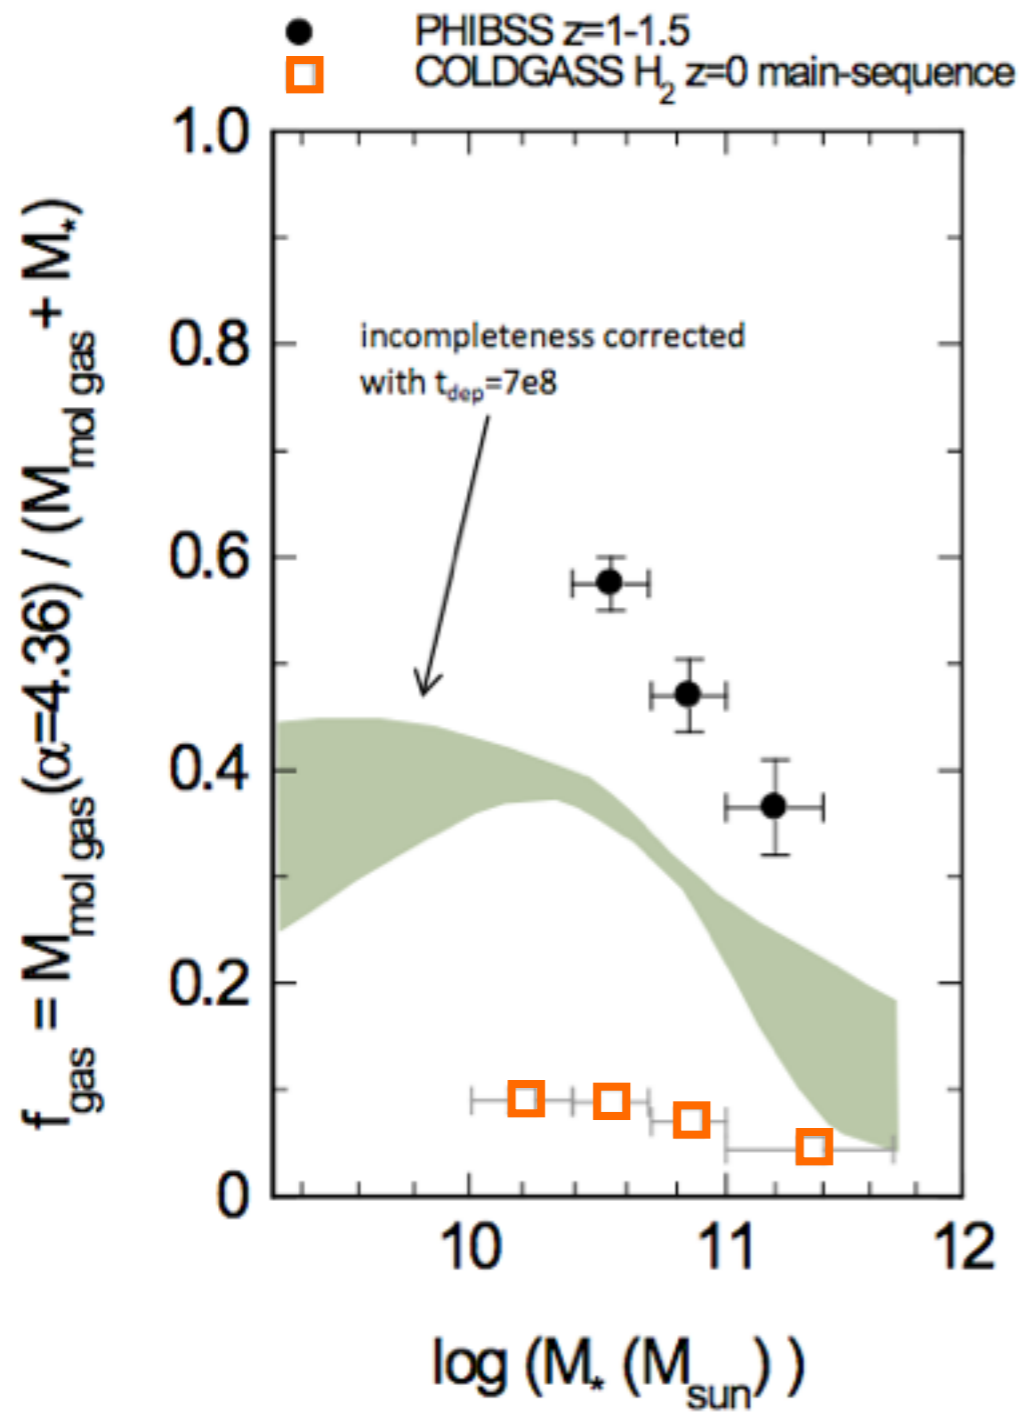 PHIBSS z=1-1.5
COLDGASS H2 z=0 main-sequence
1.0
0.8
0.6
0.4
0.2
0
incompleteness corrected
with tdep=7e8
fgas = Mmol gas(α=4.36) / (Mmol gas + M*)
10
11
12
log (M* (Msun) )